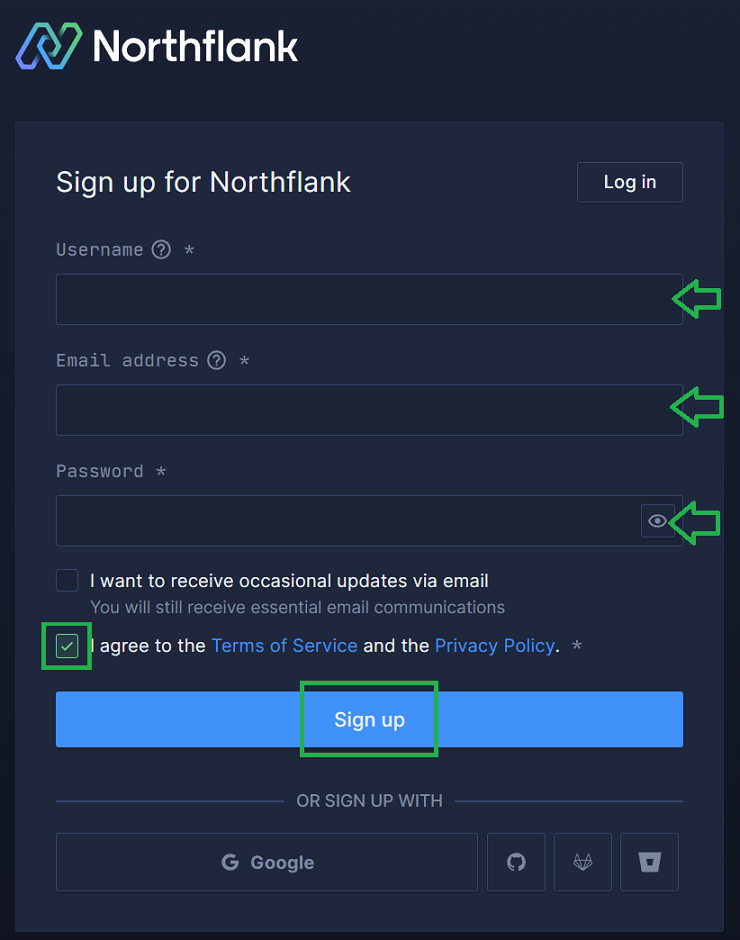 Northflank
Sign up for Northflank
Log in
Username ? *
Email address ? *
Password *
I want to receive occasional updates via email
You will still receive essential email communications
I agree to the Terms of Service and the Privacy Policy. *
Sign up
OR SIGN UP WITH
G Google